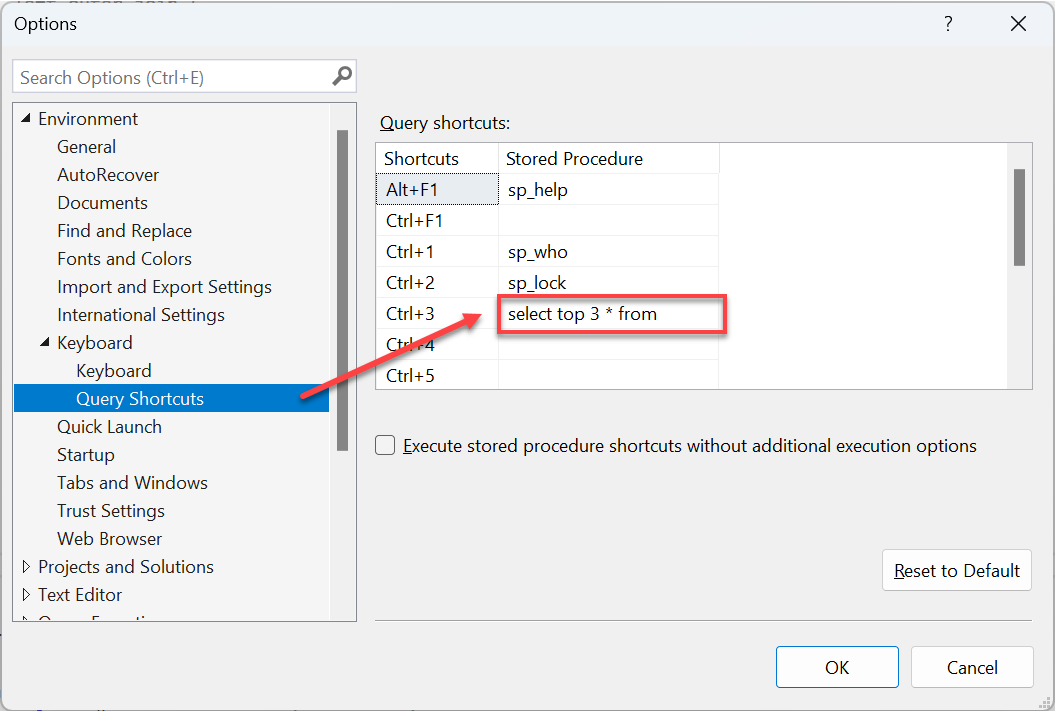 Options
?
Search Options (Ctrl+E)
Environment
General
AutoRecover
Documents
Find and Replace
Fonts and Colors
Import and Export Settings
International Settings
Keyboard
Keyboard
Query Shortcuts
Quick Launch
Startup
Tabs and Windows
Trust Settings
Web Browser
Projects and Solutions
Text Editor
Query shortcuts:
Shortcuts Stored Procedure
Alt+F1 sp_help
Ctrl+F1
Ctrl+1 sp_who
Ctrl+2 sp_lock
Ctrl+3 select top 3 * from
Ctrl+4
Ctrl+5
Execute stored procedure shortcuts without additional execution options
Reset to Default
OK Cancel